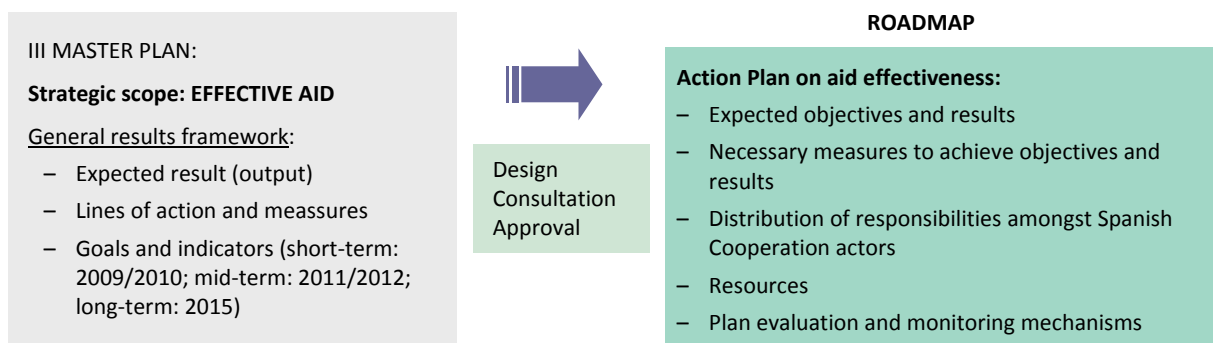 III MASTER PLAN:
Strategic scope: EFFECTIVE AID
General results framework:
– Expected result (output)
– Lines of action and meassures
– Goals and indicators (short-term:
2009/2010; mid-term: 2011/2012;
long-term: 2015)
Design
Consultation
Approval
ROADMAP
Action Plan on aid effectiveness:
– Expected objectives and results
– Necessary measures to achieve objectives and
results
– Distribution of responsibilities amongst Spanish
Cooperation actors
– Resources
– Plan evaluation and monitoring mechanisms